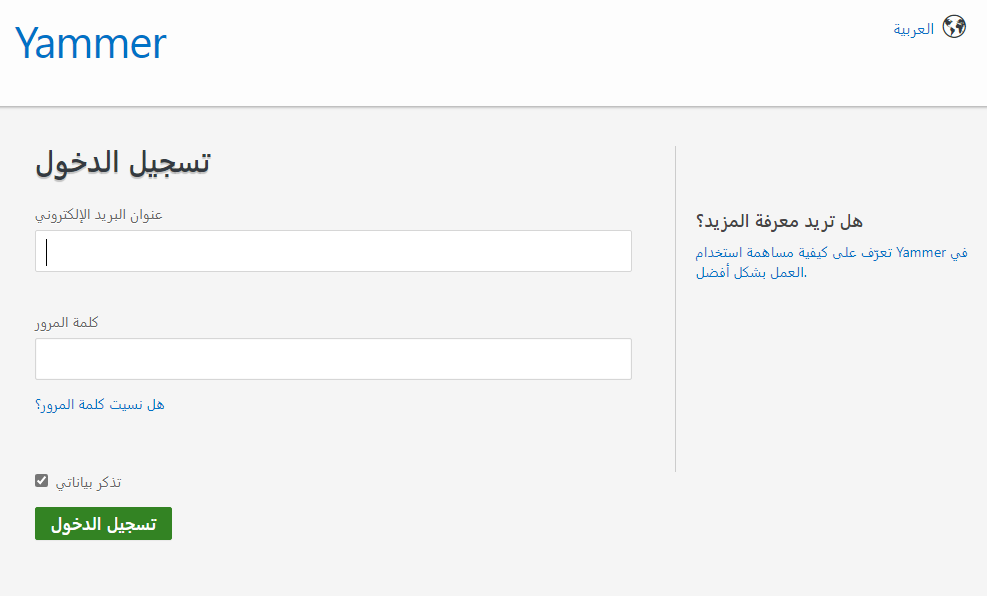 Yammer
العربية
تسجيل الدخول
عنوان البريد الإلكتروني
كلمة المرور
هل نسيت كلمة المرور؟
تذكر بياناتي
تسجيل الدخول
هل تريد معرفة المزيد؟
في Yammer تعرّف على كيفية مساهمة استخدام
العمل بشكل أفضل.